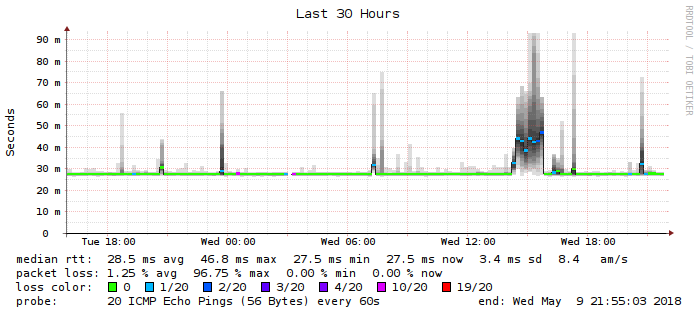 Last 30 Hours
RRDTOOL / TOBI OETIKER
Seconds
90 m
80 m
70 m
60 m
50 m
40 m
30 m
20 m
10 m
0
Tue 18:00 Wed 00:00 Wed 06:00 Wed 12:00 Wed 18:00
median rtt: 28.5 ms avg 46.8 ms max 27.5 ms min 27.5 ms now 3.4 ms sd 8.4 am/s
packet loss: 1.25 % avg 96.75 % max 0.00 % min 0.00 % now
loss color: 0 1/20 2/20 3/20 4/20 10/20 19/20
probe: 20 ICMP Echo Pings (56 Bytes) every 60s end: Wed May 9 21:55:03 2018